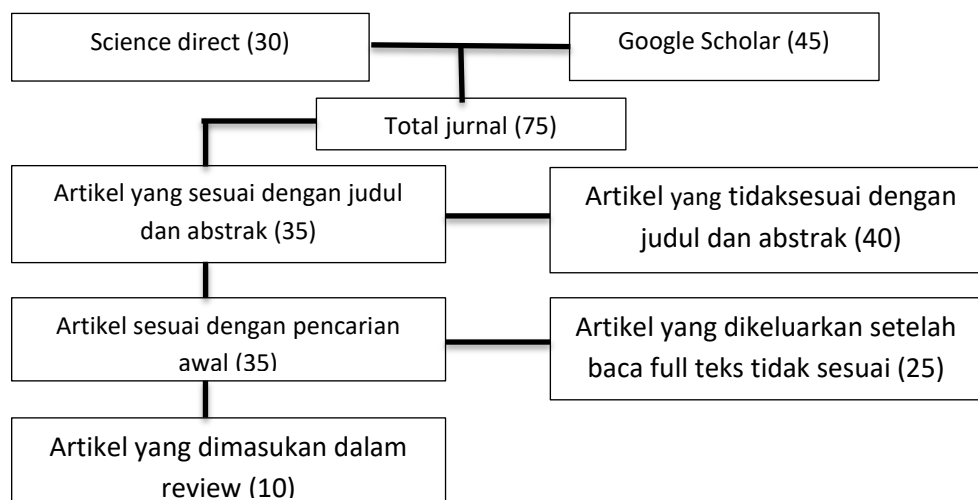 Science direct (30)
Google Scholar (45)
Total jurnal (75)
Artikel yang sesuai dengan judul
dan abstrak (35)
Artikel yang tidaksesuai dengan
judul dan abstrak (40)
Artikel sesuai dengan pencarian
awal (35)
Artikel yang dikeluarkan setelah
baca full teks tidak sesuai (25)
Artikel yang dimasukan dalam
review (10)